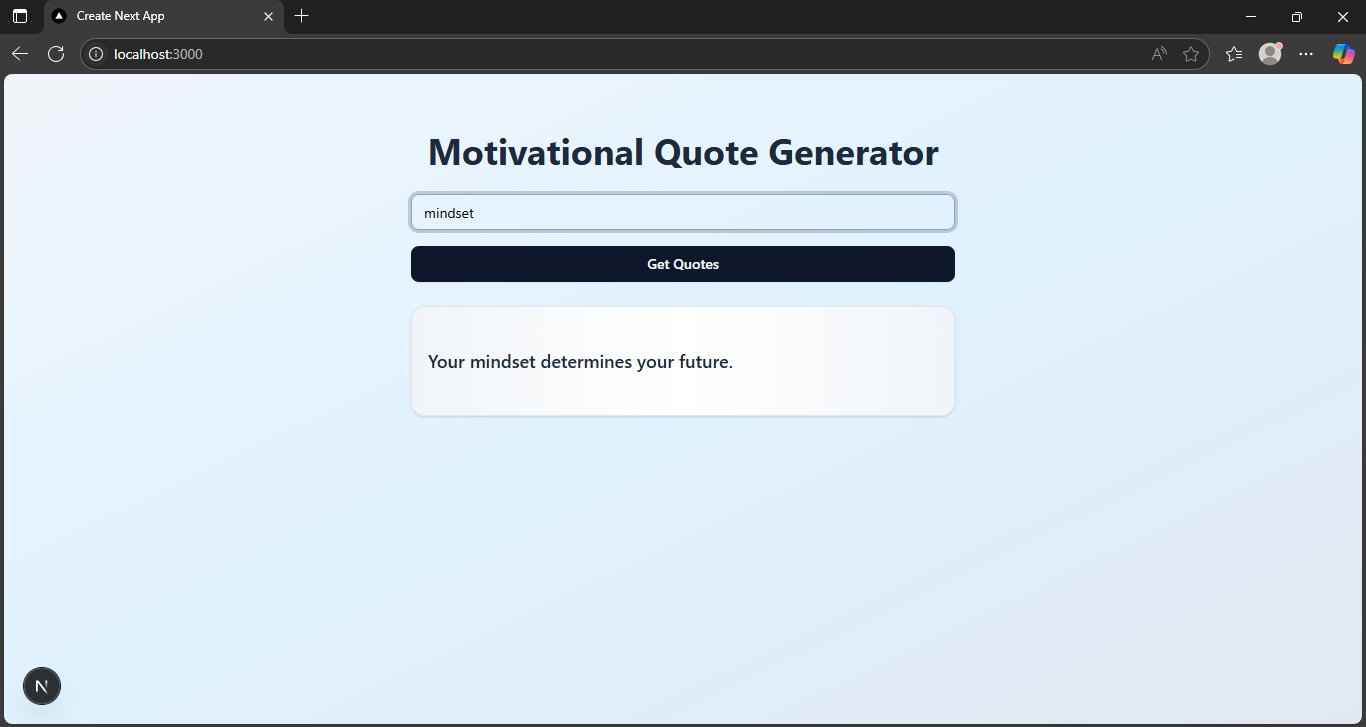 Create Next App
localhost:3000
Motivational Quote Generator
mindset
Get Quotes
Your mindset determines your future.
N